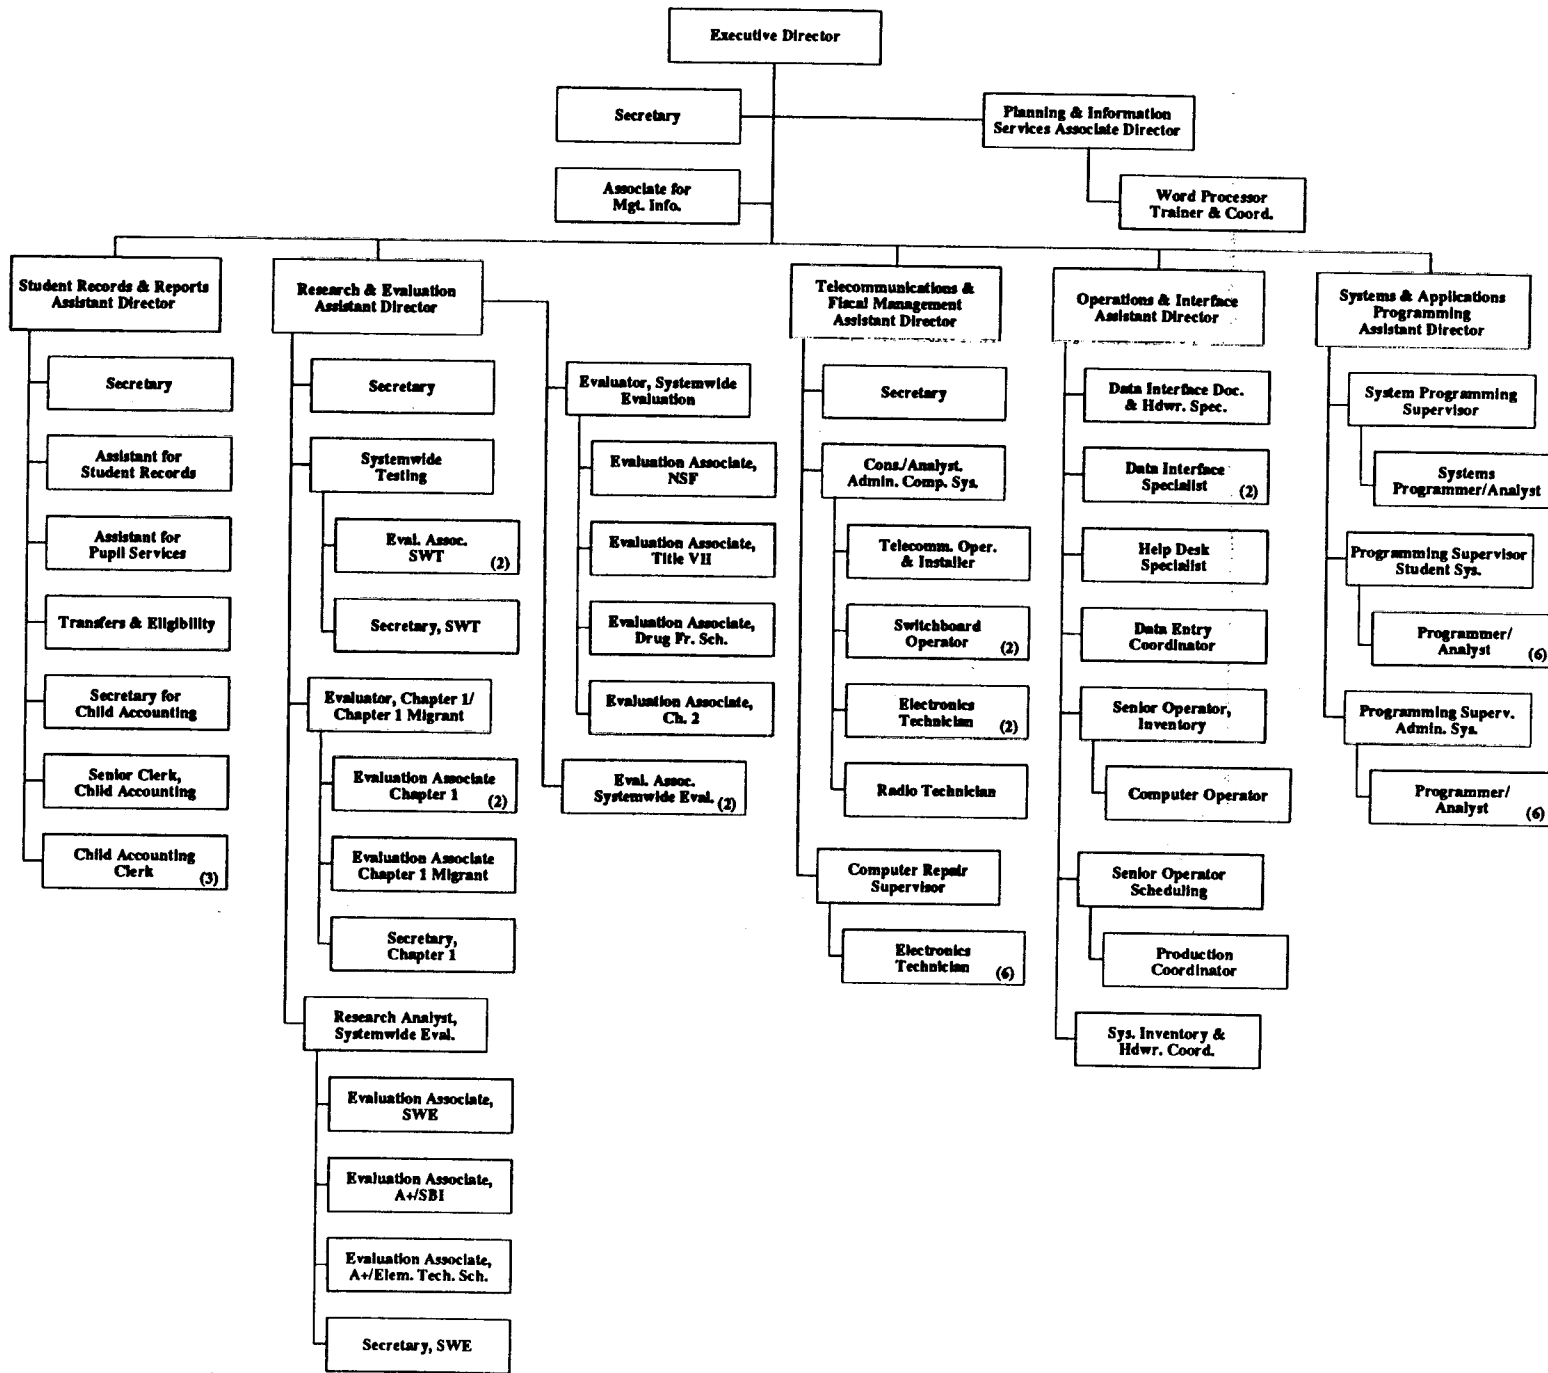 Executive Director
Secretary
Planning & Information
Services Associate Director
Associate for
Mgt. Info.
Word Processor
Trainer & Coord.
Student Records & Reports
Assistant Director
Secretary
Assistant for
Student Records
Assistant for
Pupil Services
Transfers & Eligibility
Secretary for
Child Accounting
Senior Clerk,
Child Accounting
Child Accounting
Clerk (3)
Research & Evaluation
Assistant Director
Secretary
Systemwide
Testing
Eval. Assoc.
SWT (2)
Secretary, SWT
Evaluator, Chapter 1/
Chapter 1 Migrant
Evaluation Associate
Chapter 1 (2)
Evaluation Associate
Chapter 1 Migrant
Secretary,
Chapter 1
Research Analyst,
Systemwide Eval.
Evaluation Associate,
SWE
Evaluation Associate,
A+/SBI
Evaluation Associate,
A+/Elem. Tech. Sch.
Secretary, SWE
Evaluator, Systemwide
Evaluation
Evaluation Associate,
NSF
Evaluation Associate,
Title VII
Evaluation Associate,
Drug Fr. Sch.
Evaluation Associate,
Ch. 2
Eval. Assoc.
Systemwide Eval. (2)
Telecommunications &
Fiscal Management
Assistant Director
Secretary
Cons./Analyst.
Admin. Comp. Sys.
Telecomm. Oper.
& Installer
Switchboard
Operator (2)
Electronics
Technician (2)
Radio Technician
Computer Repair
Supervisor
Electronics
Technician (6)
Operations & Interface
Assistant Director
Data Interface Doc.
& Hdwr. Spec.
Data Interface
Specialist (2)
Help Desk
Specialist
Data Entry
Coordinator
Senior Operator,
Inventory
Computer Operator
Senior Operator
Scheduling
Production
Coordinator
Sys. Inventory &
Hdwr. Coord.
Systems & Applications
Programming
Assistant Director
System Programming
Supervisor
Systems
Programmer/Analyst
Programming Supervisor
Student Sys.
Programmer/
Analyst (6)
Programming Superv.
Admin. Sys.
Programmer/
Analyst (6)